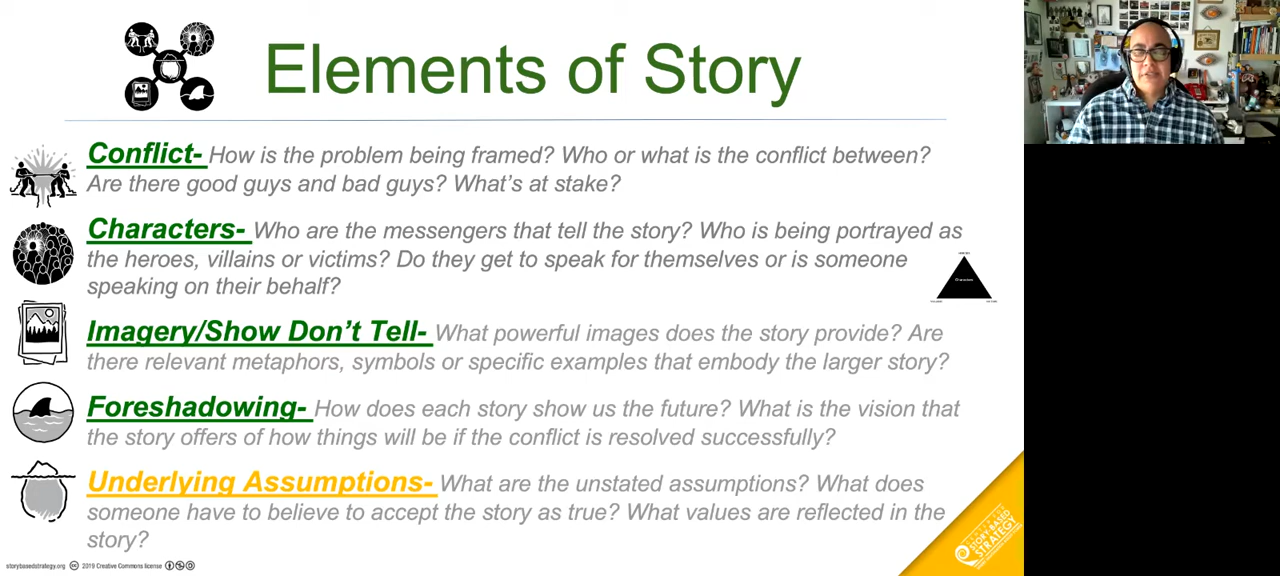 Elements of Story
Conflict- How is the problem being framed? Who or what is the conflict between?
Are there good guys and bad guys? What's at stake?
Characters- Who are the messengers that tell the story? Who is being portrayed as
the heroes, villains or victims? Do they get to speak for themselves or is someone
speaking on their behalf?
Characters
Imagery/Show Don't Tell- What powerful images does the story provide? Are
there relevant metaphors, symbols or specific examples that embody the larger story?
Foreshadowing- How does each story show us the future? What is the vision that
the story offers of how things will be if the conflict is resolved successfully?
Underlying Assumptions- What are the unstated assumptions? What does
someone have to believe to accept the story as true? What values are reflected in the
story?
storybasedstrategy.org 2019 Creative Commons license
STORY-BASED
STRATEGY